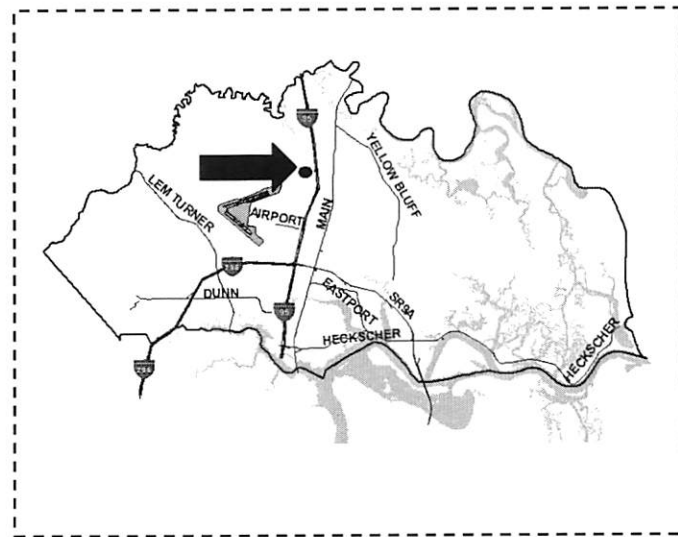 95
YELLOW BLUFF
LEM TURNER
AIRPORT
MAIN
295
DUNN
EASTPORT
SR9A
95
HECKSCHER
HECKSCHER
295